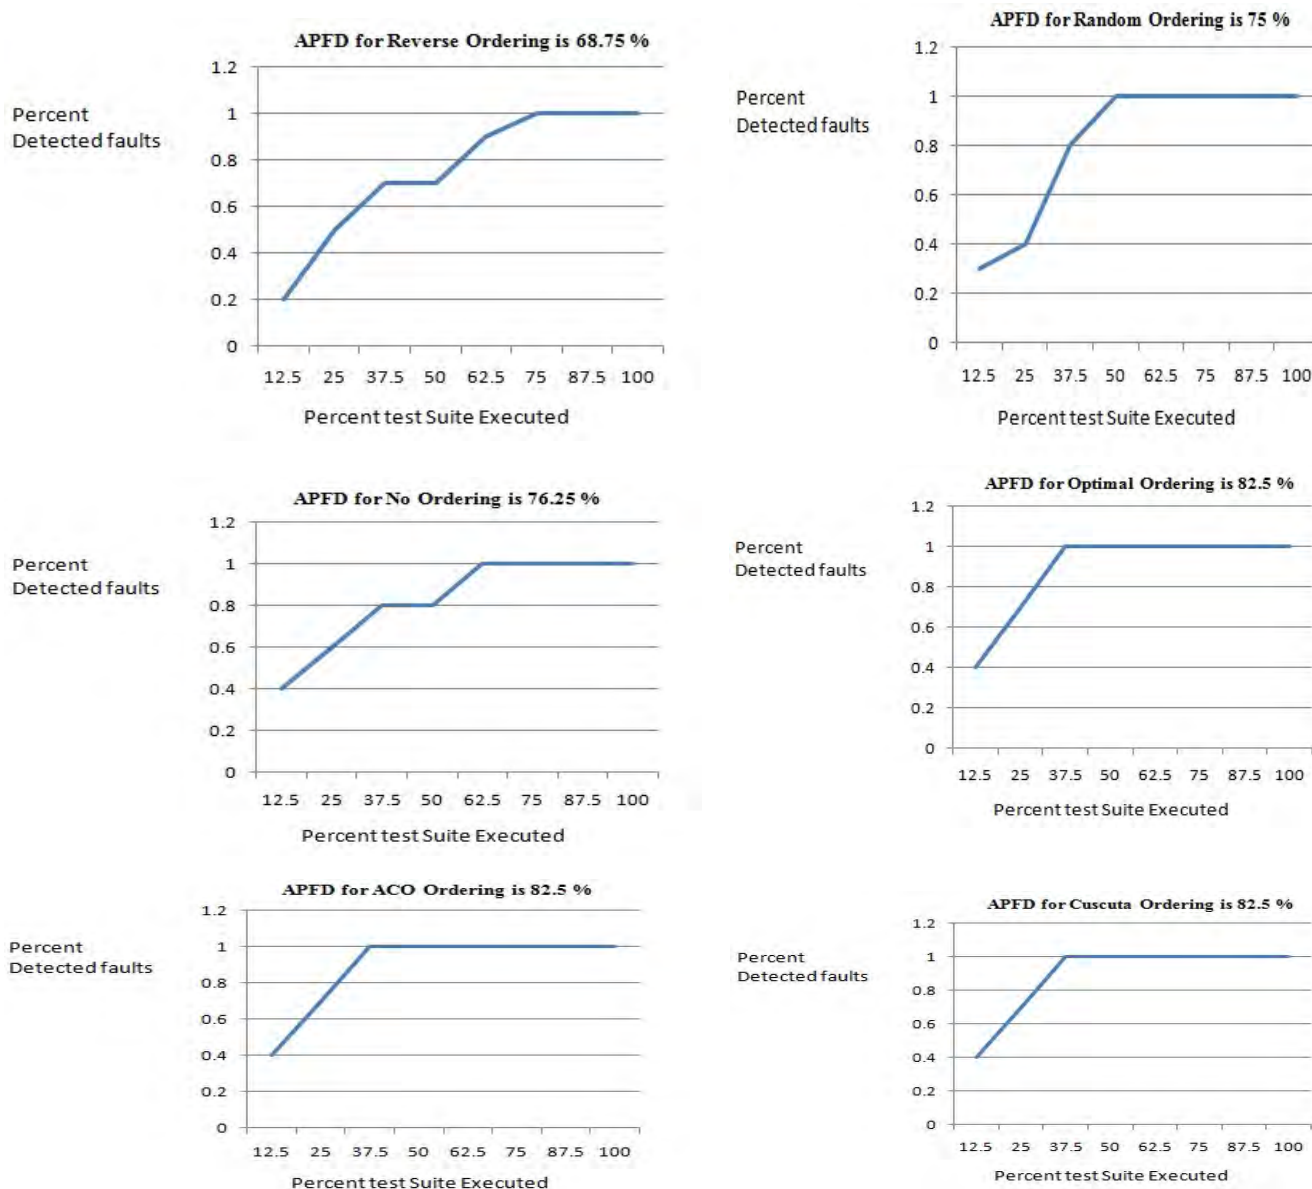 APFD for Reverse Ordering is 68.75 %
1.2
1
0.8
0.6
0.4
0.2
0
Percent
Detected faults
12.5 25 37.5 50 62.5 75 87.5 100
Percent test Suite Executed
APFD for Random Ordering is 75 %
1.2
1
0.8
0.6
0.4
0.2
0
Percent
Detected faults
12.5 25 37.5 50 62.5 75 87.5 100
Percent test Suite Executed
APFD for No Ordering is 76.25 %
1.2
1
0.8
0.6
0.4
0.2
0
Percent
Detected faults
12.5 25 37.5 50 62.5 75 87.5 100
Percent test Suite Executed
APFD for Optimal Ordering is 82.5 %
1.2
1
0.8
0.6
0.4
0.2
0
Percent
Detected faults
12.5 25 37.5 50 62.5 75 87.5 100
Percent test Suite Executed
APFD for ACO Ordering is 82.5 %
1.2
1
0.8
0.6
0.4
0.2
0
Percent
Detected faults
12.5 25 37.5 50 62.5 75 87.5 100
Percent test Suite Executed
APFD for Cuscuta Ordering is 82.5 %
1.2
1
0.8
0.6
0.4
0.2
0
Percent
Detected faults
12.5 25 37.5 50 62.5 75 87.5 100
Percent test Suite Executed